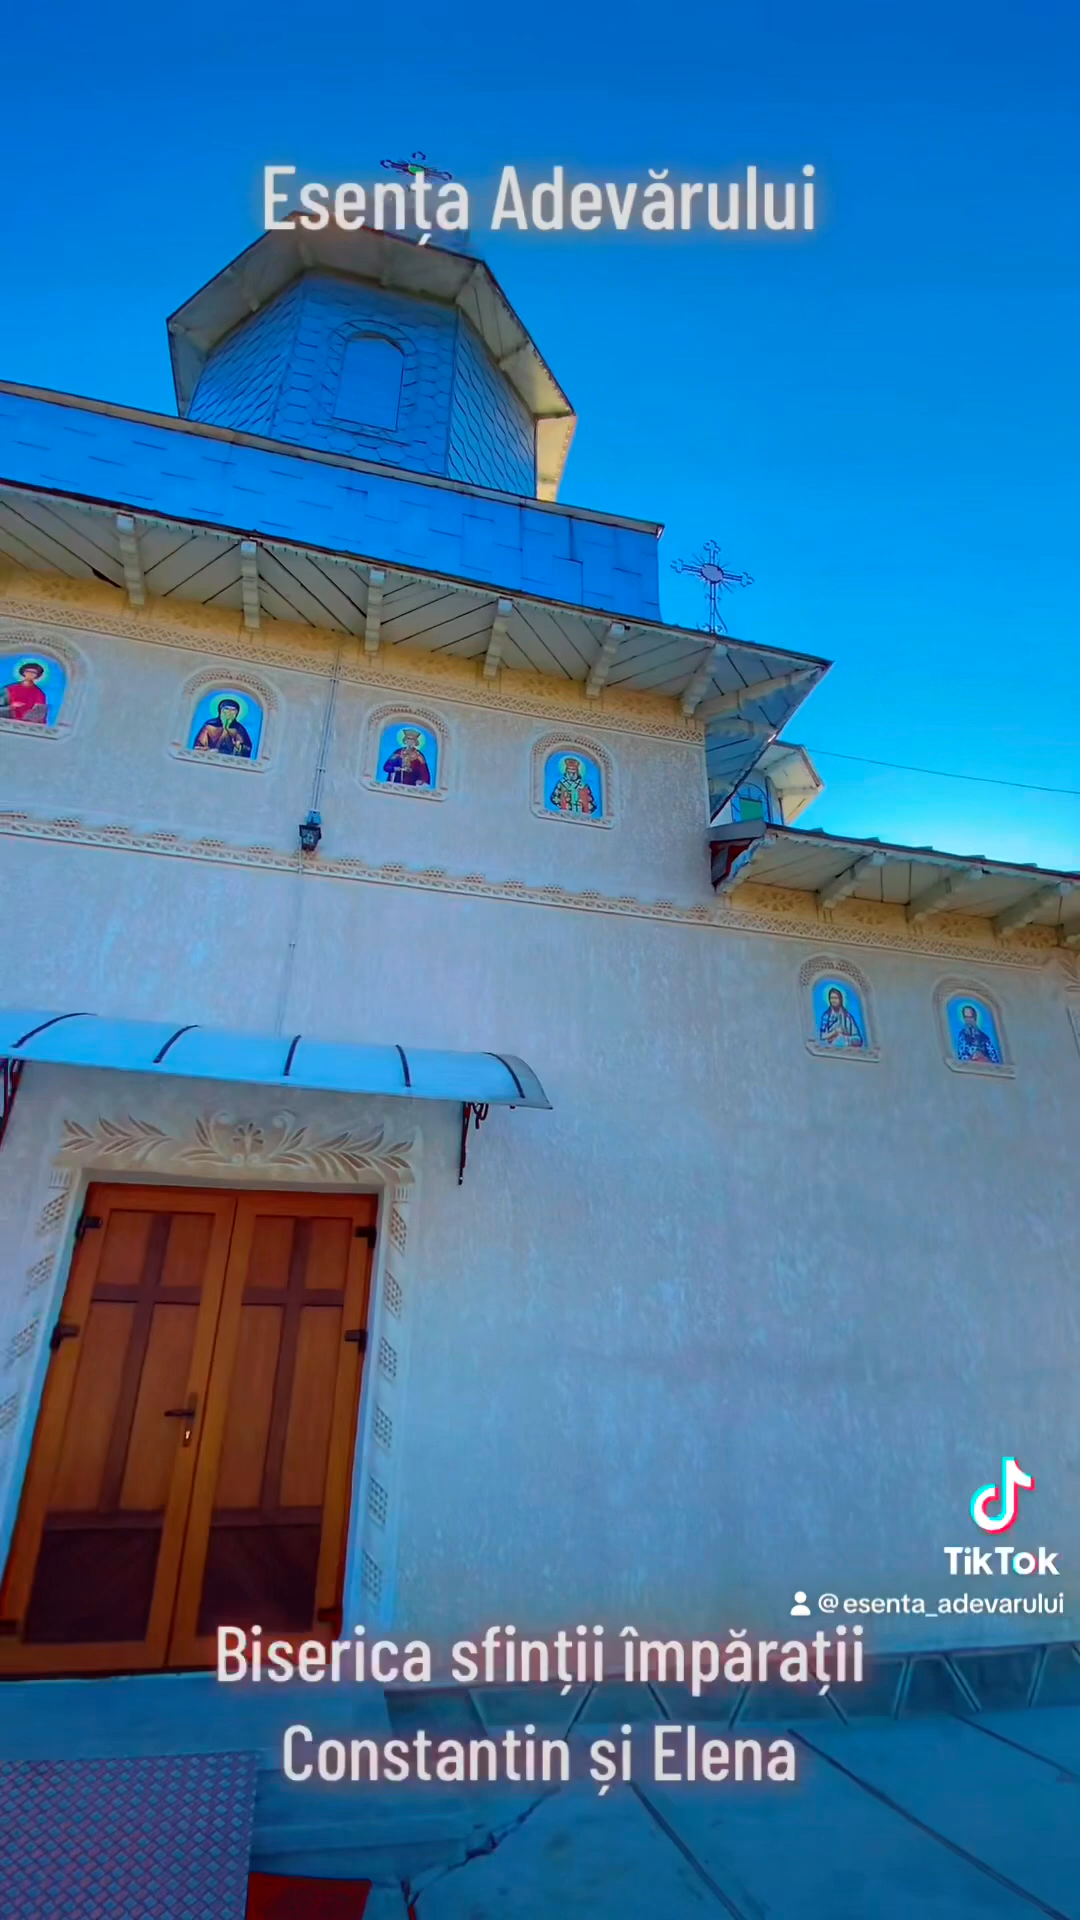 Esența Adevărului
TikTok
@esenta_adevarului
Biserica sfinții împărații
Constantin și Elena